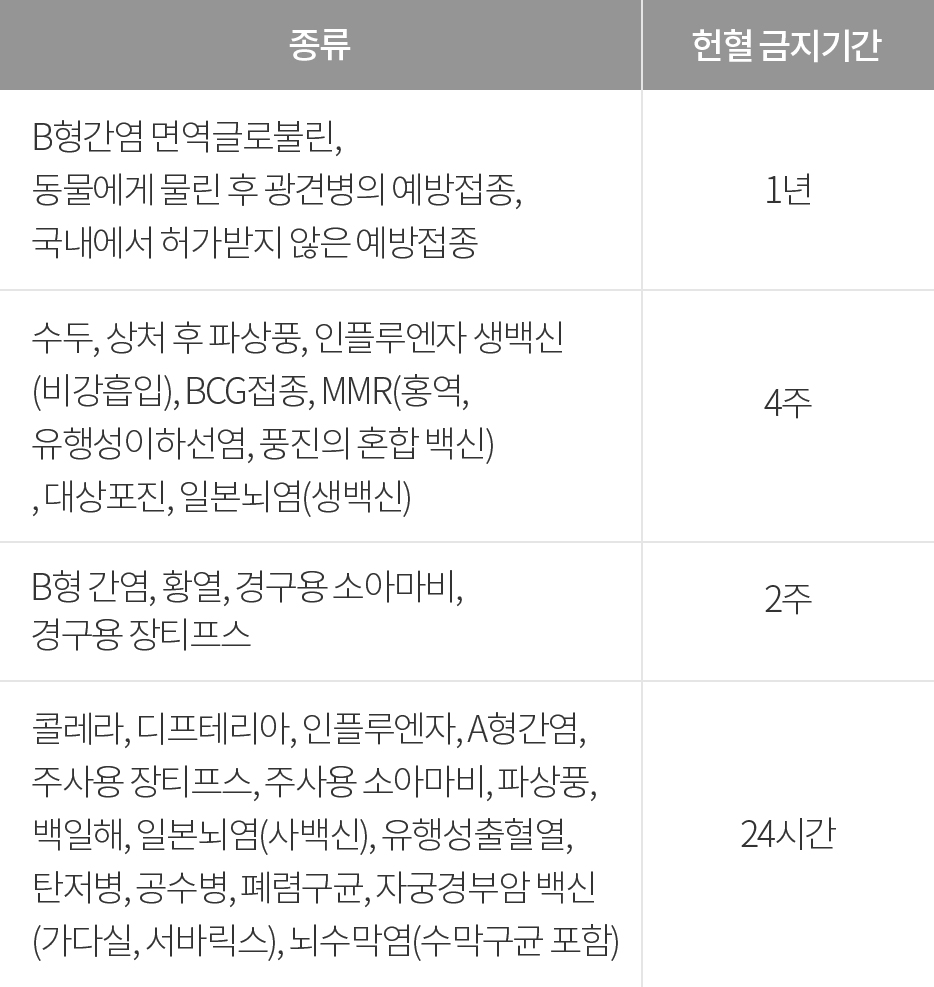 종류
헌혈 금지기간
B형간염 면역글로불린,
동물에게 물린 후 광견병의 예방접종,
국내에서 허가받지 않은 예방접종
1년
수두, 상처 후 파상풍, 인플루엔자 생백신
(비강흡입), BCG접종, MMR(홍역,
유행성이하선염, 풍진의 혼합 백신)
, 대상포진, 일본뇌염(생백신)
4주
B형 간염, 황열, 경구용 소아마비,
경구용 장티프스
2주
콜레라, 디프테리아, 인플루엔자, A형간염,
주사용 장티프스, 주사용 소아마비, 파상풍,
백일해, 일본뇌염(사백신), 유행성출혈열,
탄저병, 공수병, 폐렴구균, 자궁경부암 백신
(가다실, 서바릭스), 뇌수막염(수막구균 포함)
24시간